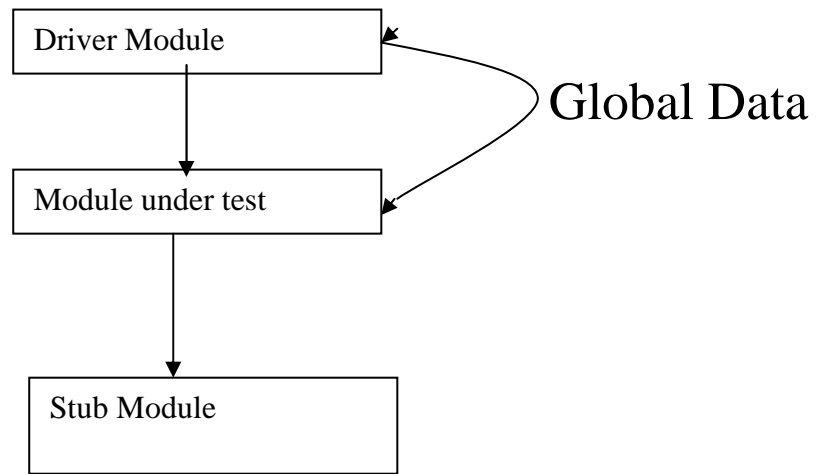 Driver Module
Global Data
Module under test
Stub Module